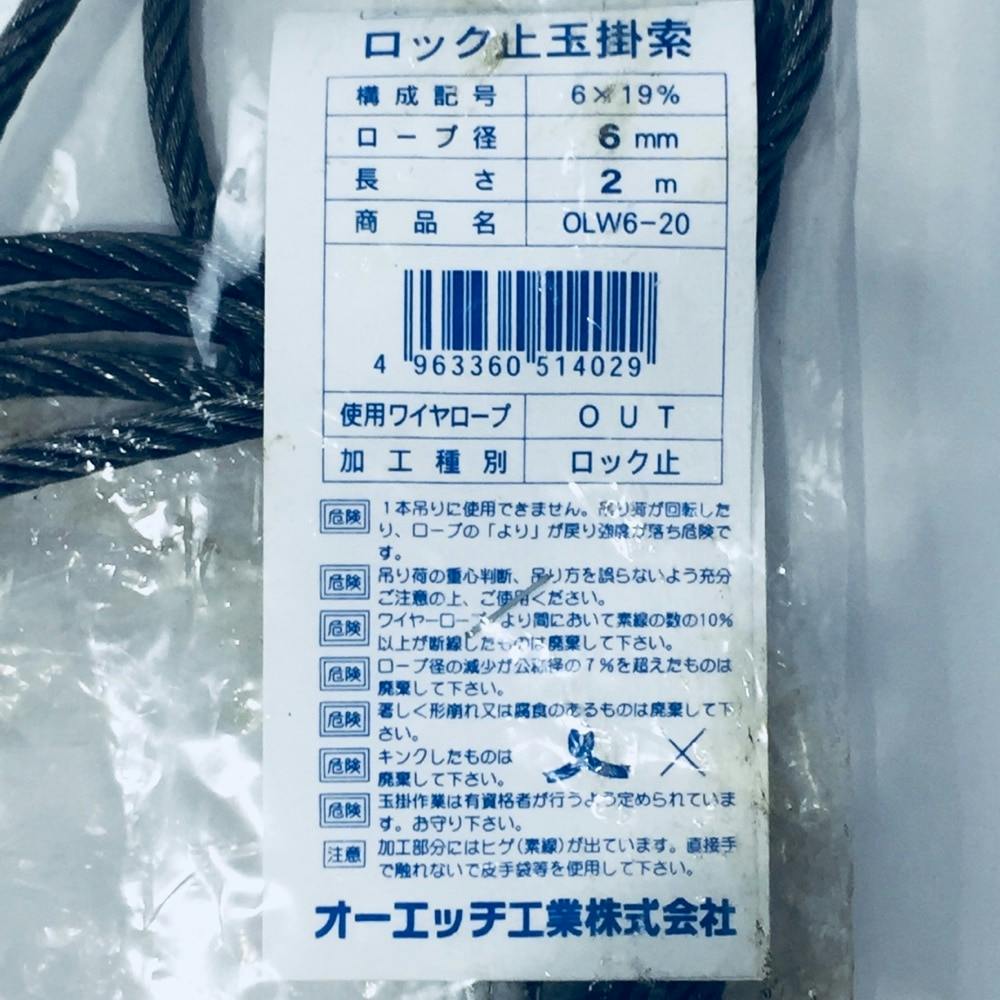 ロック止玉掛索
構成記号 6×19%
ロープ径 6 mm
長さ 2 m
商品名 OLW6-20
4 963360 514029
使用ワイヤロープ OUT
加工種別 ロック止
危険 1本吊りに使用できません。吊り荷が回転した
り、ロープの「より」が戻り強度が落ち危険で
す。
危険 吊り荷の重心判断、吊り方を誤らないよう充分
ご注意の上、ご使用ください。
危険 ワイヤーロープ より間において素線の数の10%
以上が断線したものは廃棄して下さい。
危険 ロープ径の減少が公称径の7%を超えたものは
廃棄して下さい。
危険 著しく形崩れ又は腐食のあるものは廃棄して下
さい。
危険 キンクしたものは
廃棄して下さい。
危険 玉掛作業は有資格者が行うよう定められていま
す。お守り下さい。
注意 加工部分にはヒゲ(素線)が出ています。直接手
で触れないで皮手袋等を使用して下さい。
オーエッチ工業株式会社